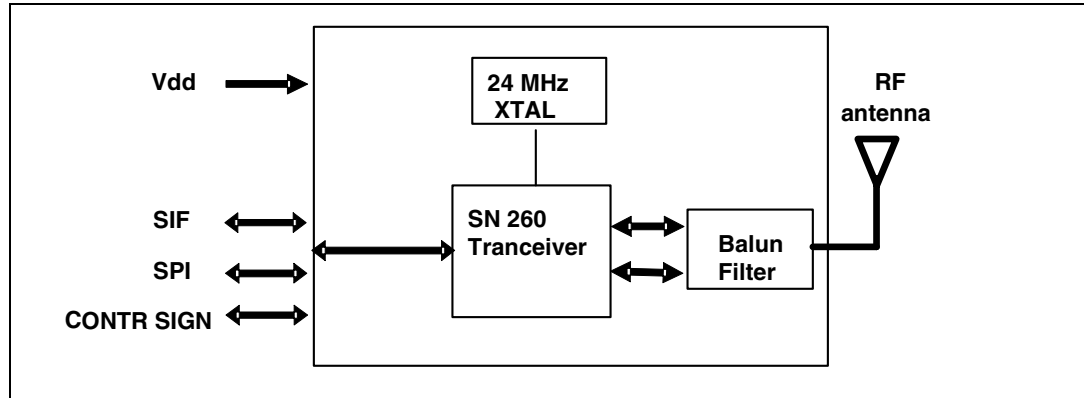 Vdd
24 MHz
XTAL
RF
antenna
SIF
SPI
CONTR SIGN
SN 260
Tranceiver
Balun
Filter